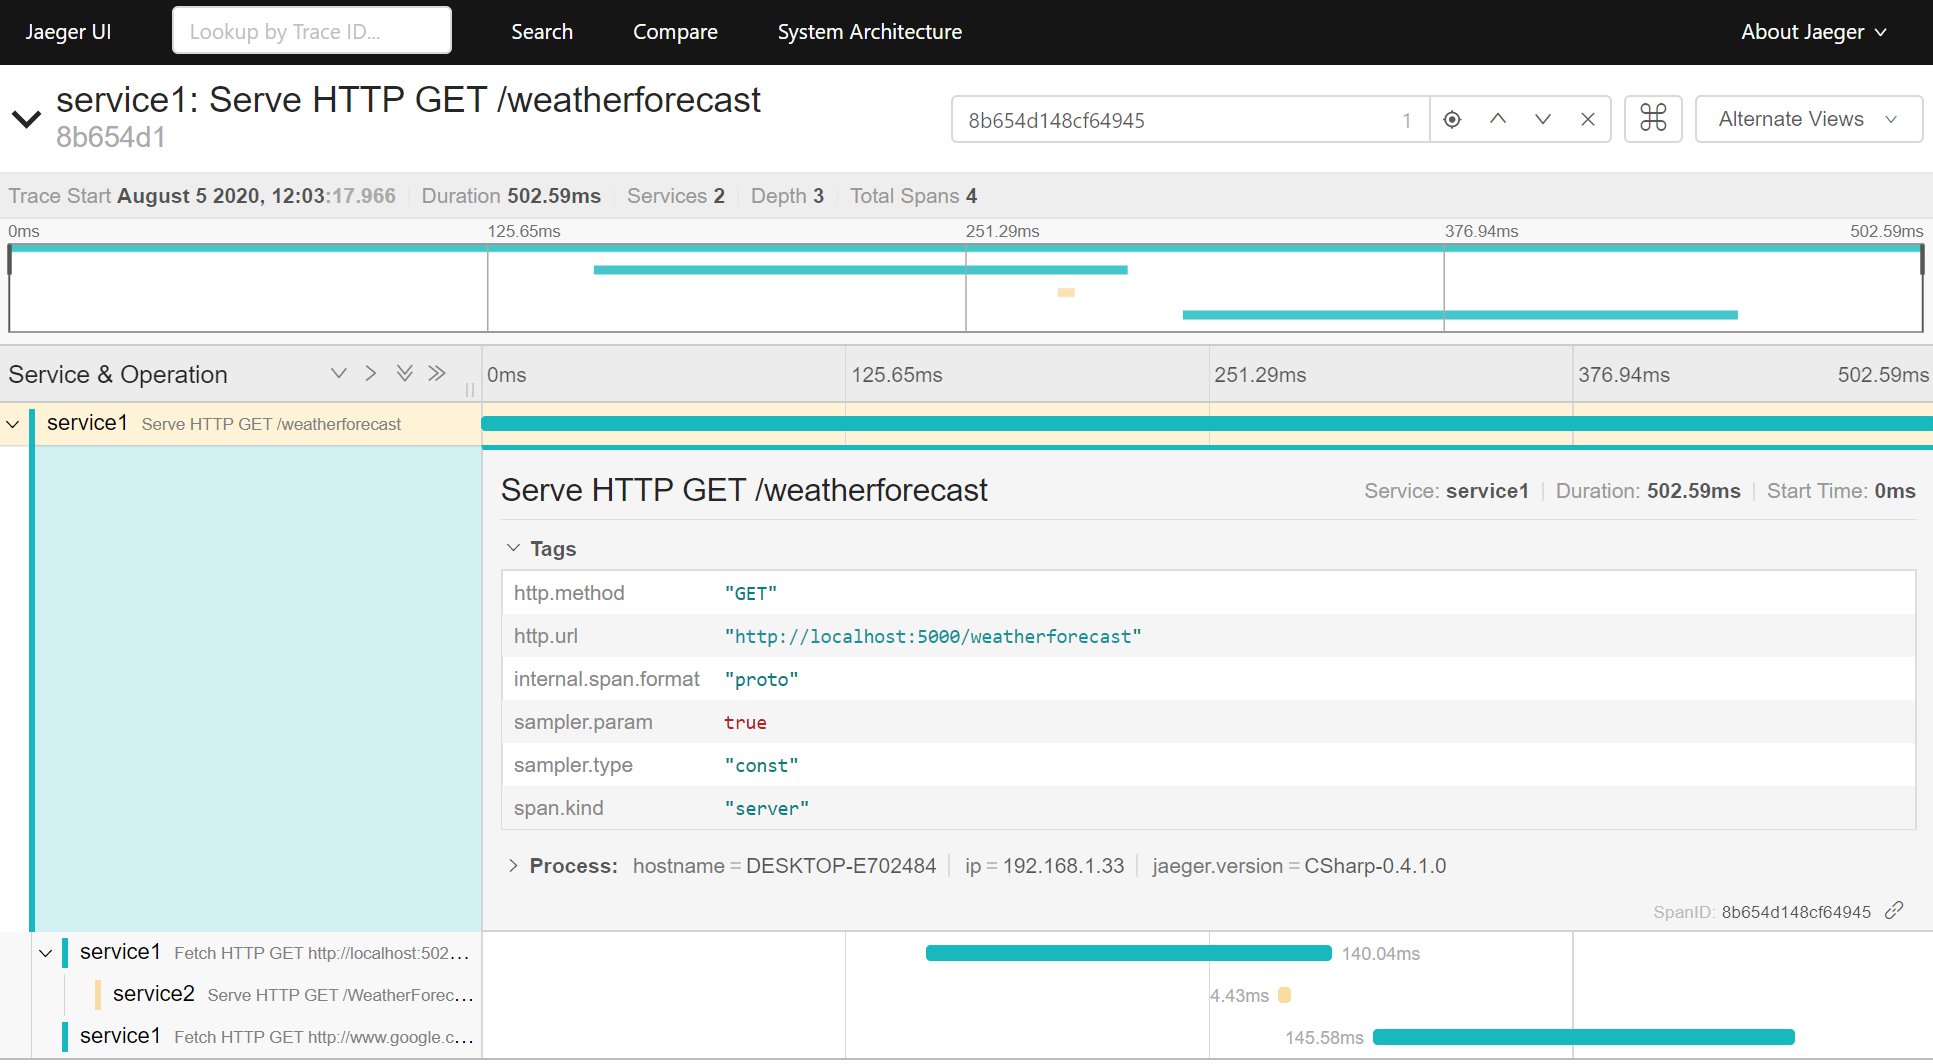 Jaeger UI Lookup by Trace ID... Search Compare System Architecture About Jaeger
service1: Serve HTTP GET /weatherforecast
8b654d1
8b654d148cf64945 1 Alternate Views
Trace Start August 5 2020, 12:03:17.966 Duration 502.59ms Services 2 Depth 3 Total Spans 4
0ms 125.65ms 251.29ms 376.94ms 502.59ms
Service & Operation 0ms 125.65ms 251.29ms 376.94ms 502.59ms
service1 Serve HTTP GET /weatherforecast
Serve HTTP GET /weatherforecast Service: service1 Duration: 502.59ms Start Time: 0ms
Tags
http.method "GET"
http.url "http://localhost:5000/weatherforecast"
internal.span.format "proto"
sampler.param true
sampler.type "const"
span.kind "server"
Process: hostname = DESKTOP-E702484 ip = 192.168.1.33 jaeger.version = CSharp-0.4.1.0
SpanID: 8b654d148cf64945
service1 Fetch HTTP GET http://localhost:502... 140.04ms
service2 Serve HTTP GET /WeatherForec... 4.43ms
service1 Fetch HTTP GET http://www.google.c... 145.58ms